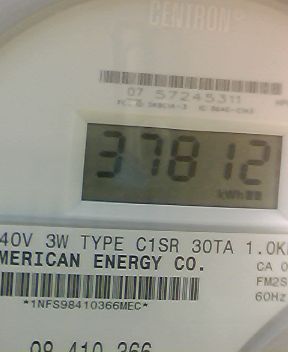 CENTRON
07 57245311
37812
kWh
40V 3W TYPE C1SR 30TA 1.0K
MERICAN ENERGY CO.
CA 0
FM2S
60Hz
*1NFS98410366MEC*
98 410 366